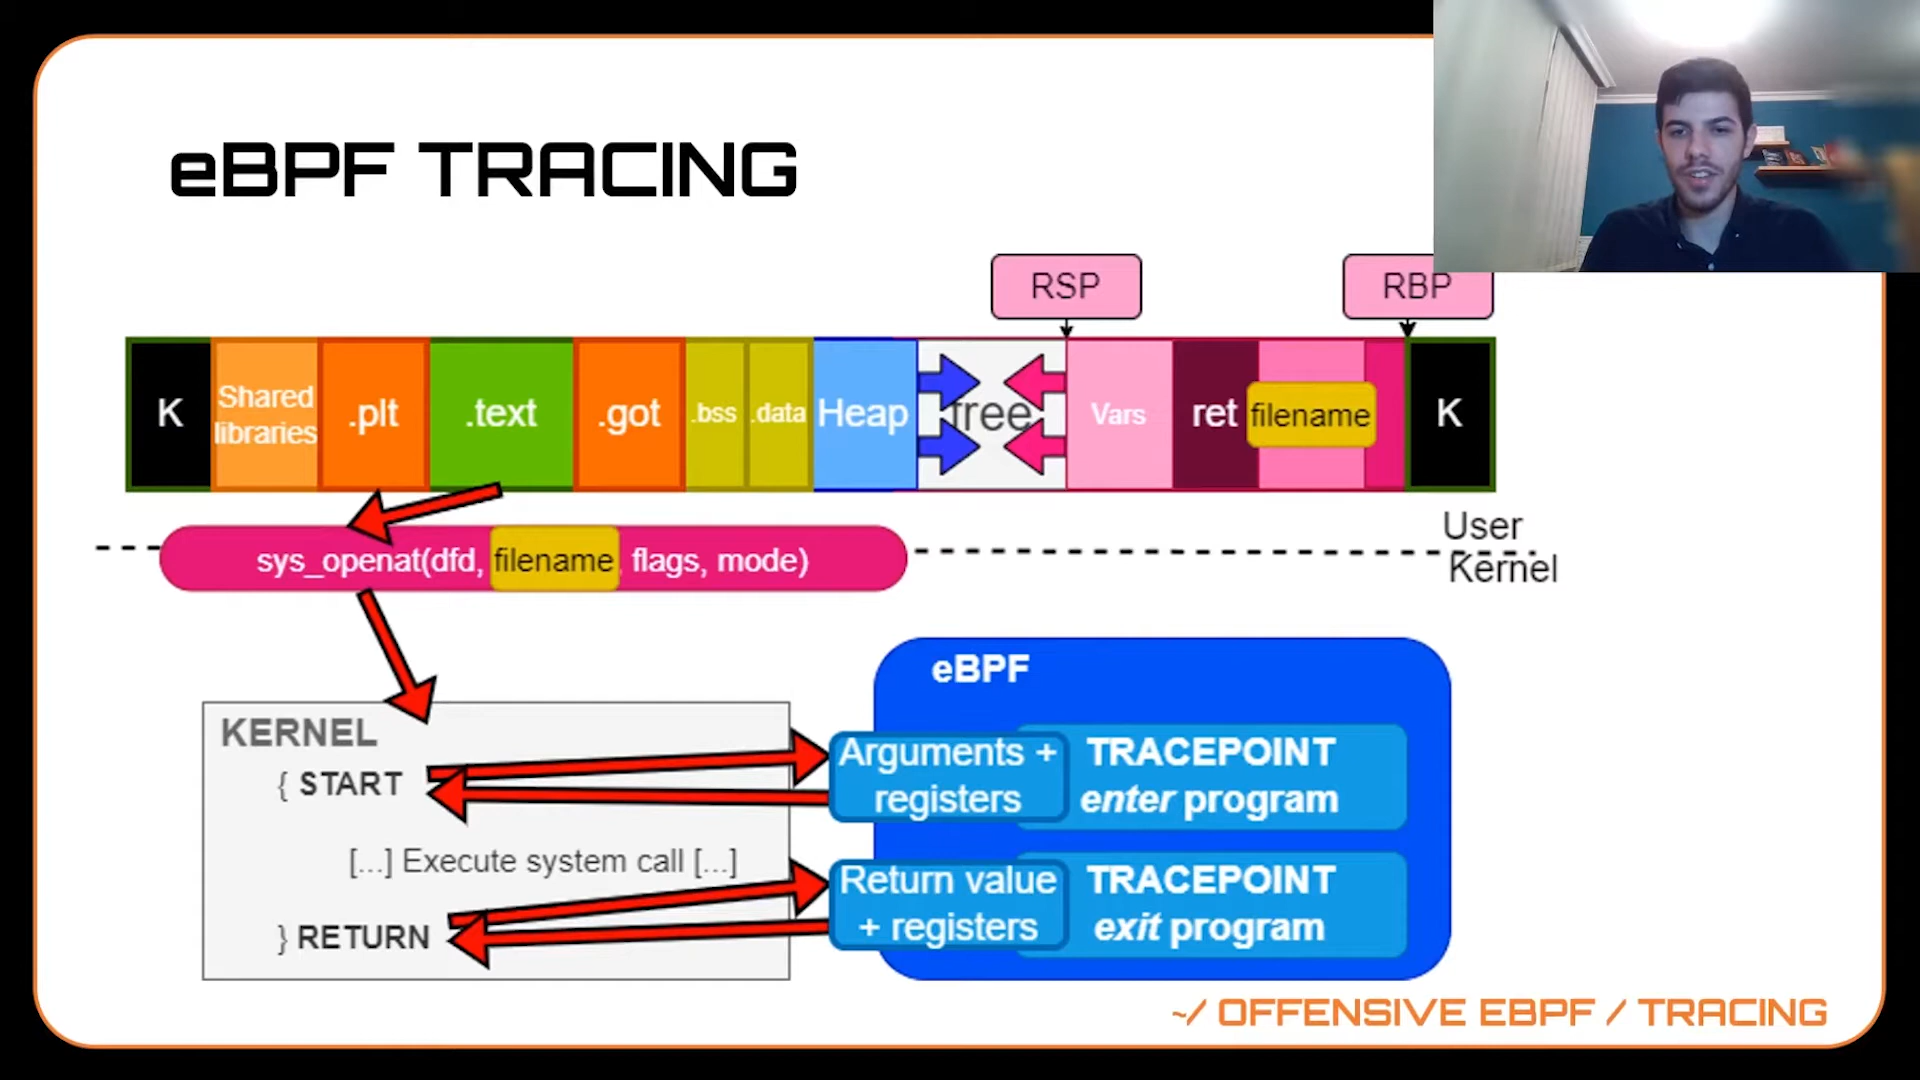 eBPF TRACING
RSP
RBP
K
Shared
libraries
.plt
.text
.got
.bss
.data
Heap
free
Vars
ret
filename
K
User
Kernel
sys_openat(dfd, filename flags, mode)
eBPF
KERNEL
{ START
[...] Execute system call [...]
} RETURN
Arguments +
registers
TRACEPOINT
enter program
Return value
+ registers
TRACEPOINT
exit program
~/ OFFENSIVE EBPF / TRACING